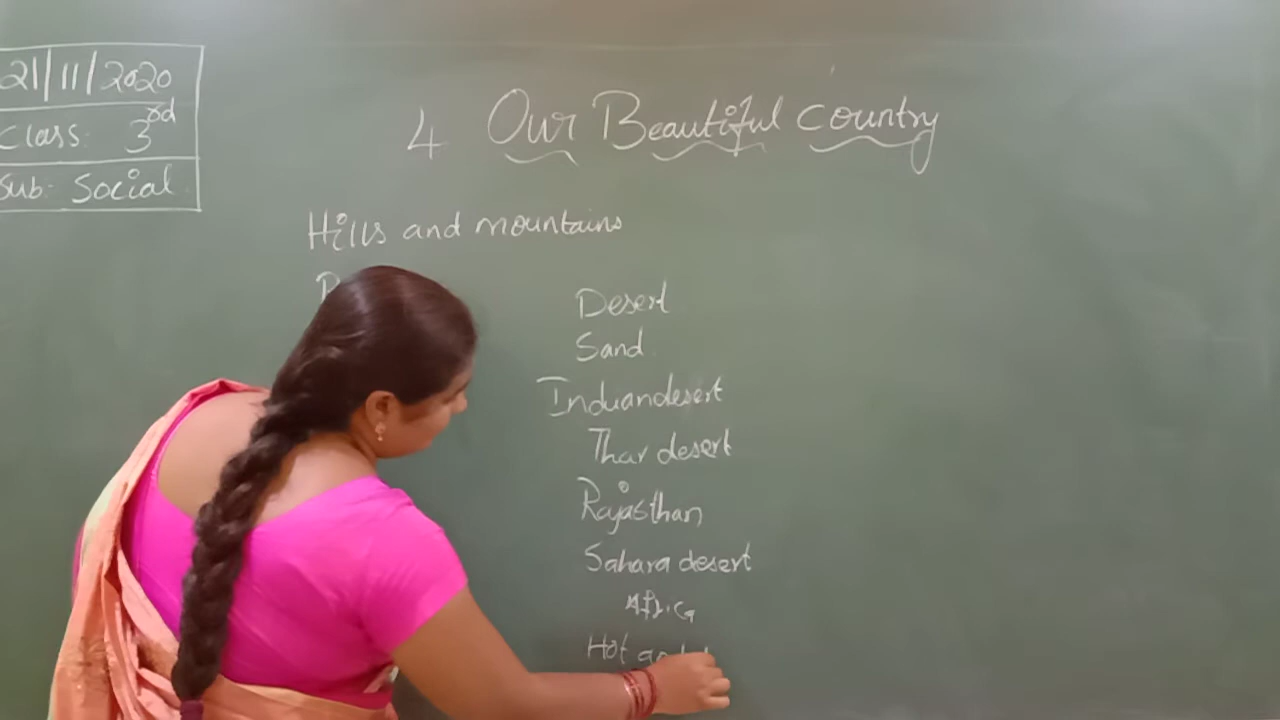 21/11/2020
Class: 3rd
Sub: Social
4 Our Beautiful Country
Hills and mountains
Desert
Sand
Induandesert
Thar desert
Rajasthan
Sahara desert
Hot